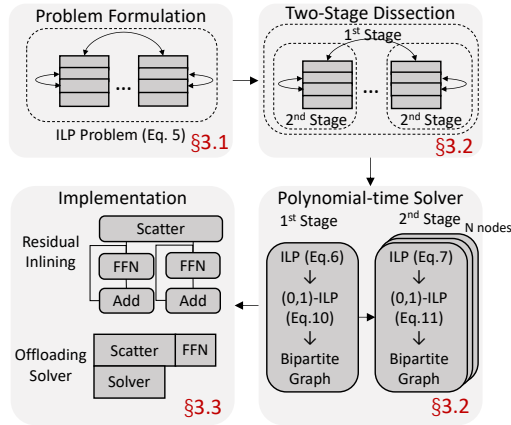 Problem Formulation
...
ILP Problem (Eq. 5)
§3.1
Two-Stage Dissection
1st Stage
...
2nd Stage
2nd Stage
§3.2
Implementation
Residual
Inlining
Scatter
FFN
FFN
Add
Add
Offloading
Solver
Scatter
FFN
Solver
§3.3
Polynomial-time Solver
1st Stage
2nd Stage
N nodes
ILP (Eq.6)
↓
(0,1)-ILP
(Eq.10)
↓
Bipartite
Graph
ILP (Eq.7)
↓
(0,1)-ILP
(Eq.11)
↓
Bipartite
Graph
§3.2